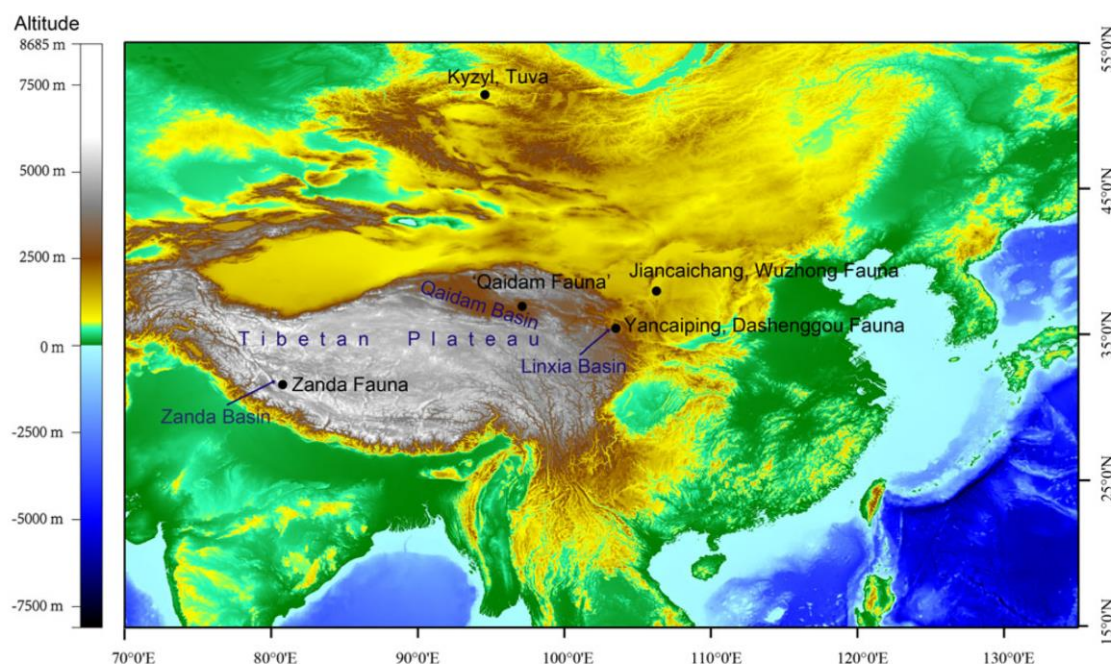 Altitude
8685 m
7500 m
5000 m
2500 m
0 m
-2500 m
-5000 m
-7500 m
Kyzyl, Tuva
'Qaidam Fauna'
Qaidam Basin
Jiancaichang, Wuzhong Fauna
Yancaiping, Dashenggou Fauna
Tibetan Plateau
Linxia Basin
Zanda Fauna
Zanda Basin
55°0'N
45°0'N
35°0'N
25°0'N
15°0'N
70°0'E
80°0'E
90°0'E
100°0'E
110°0'E
120°0'E
130°0'E